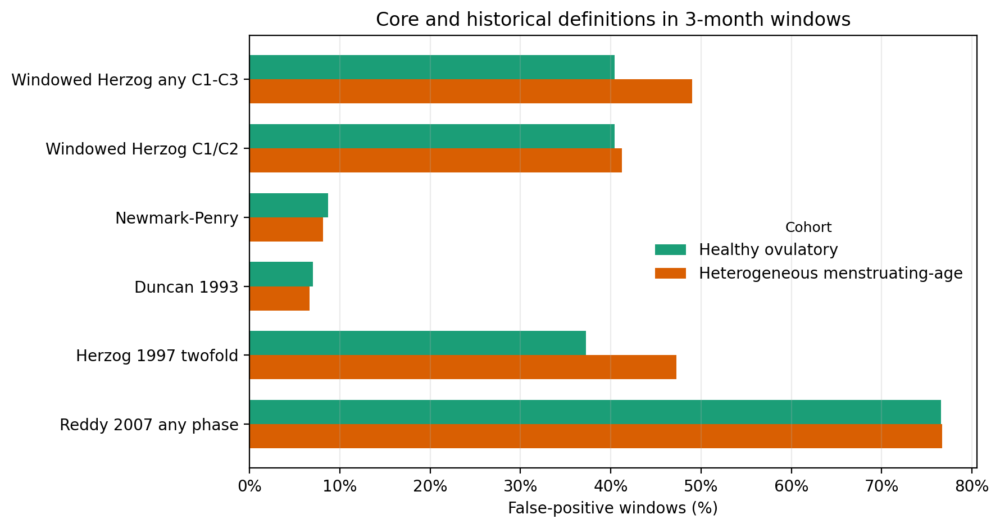 Core and historical definitions in 3-month windows
Windowed Herzog any C1-C3
Windowed Herzog C1/C2
Newmark-Penry
Duncan 1993
Herzog 1997 twofold
Reddy 2007 any phase
Cohort
Healthy ovulatory
Heterogeneous menstruating-age
0% 10% 20% 30% 40% 50% 60% 70% 80%
False-positive windows (%)